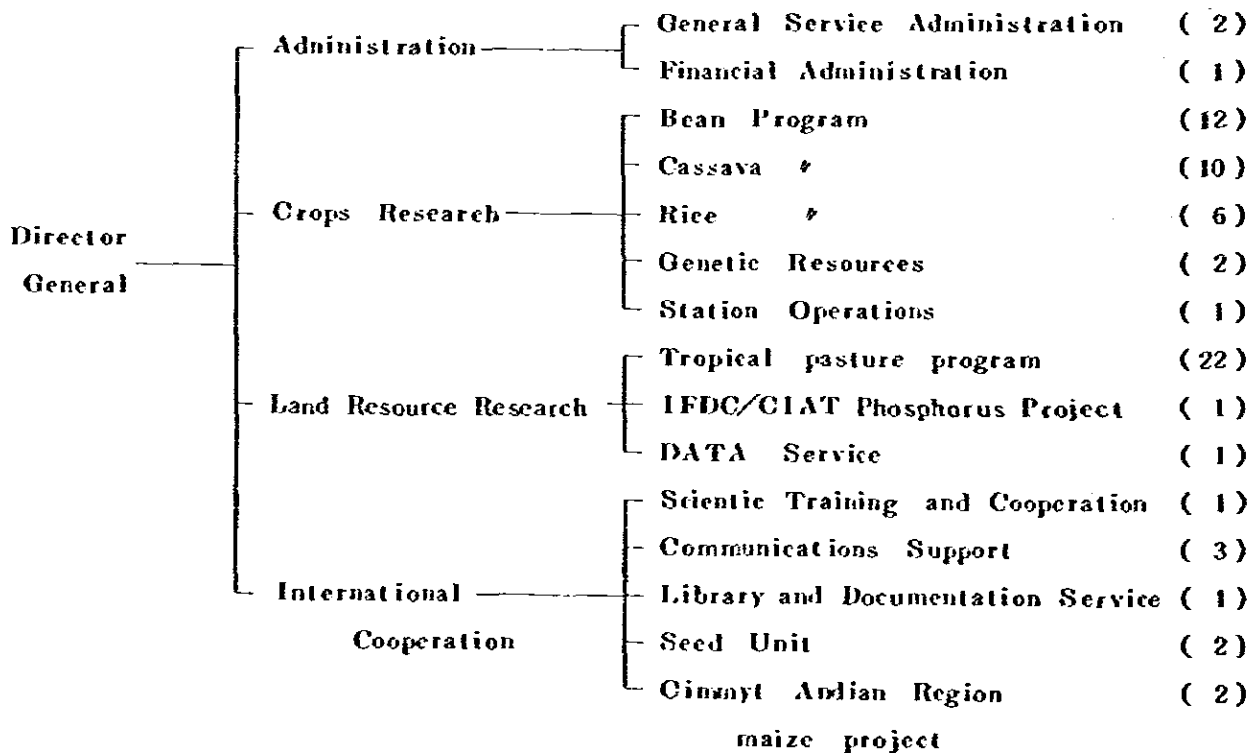 General Service Administration ( 2)
Adninistration
Financial Administration ( 1)
Bean Program (12)
Cassava 〃 (10)
Crops Research
Rice 〃 ( 6)
Director
General
Genetic Resources ( 2)
Station Operations ( 1)
Tropical pasture program (22)
Land Resource Research
IFDC/CIAT Phosphorus Project ( 1)
DATA Service ( 1)
Scientic Training and Cooperation ( 1)
Communications Support ( 3)
International
Cooperation
Library and Documentation Service ( 1)
Seed Unit ( 2)
Cimmyt Andian Region ( 2)
maize project